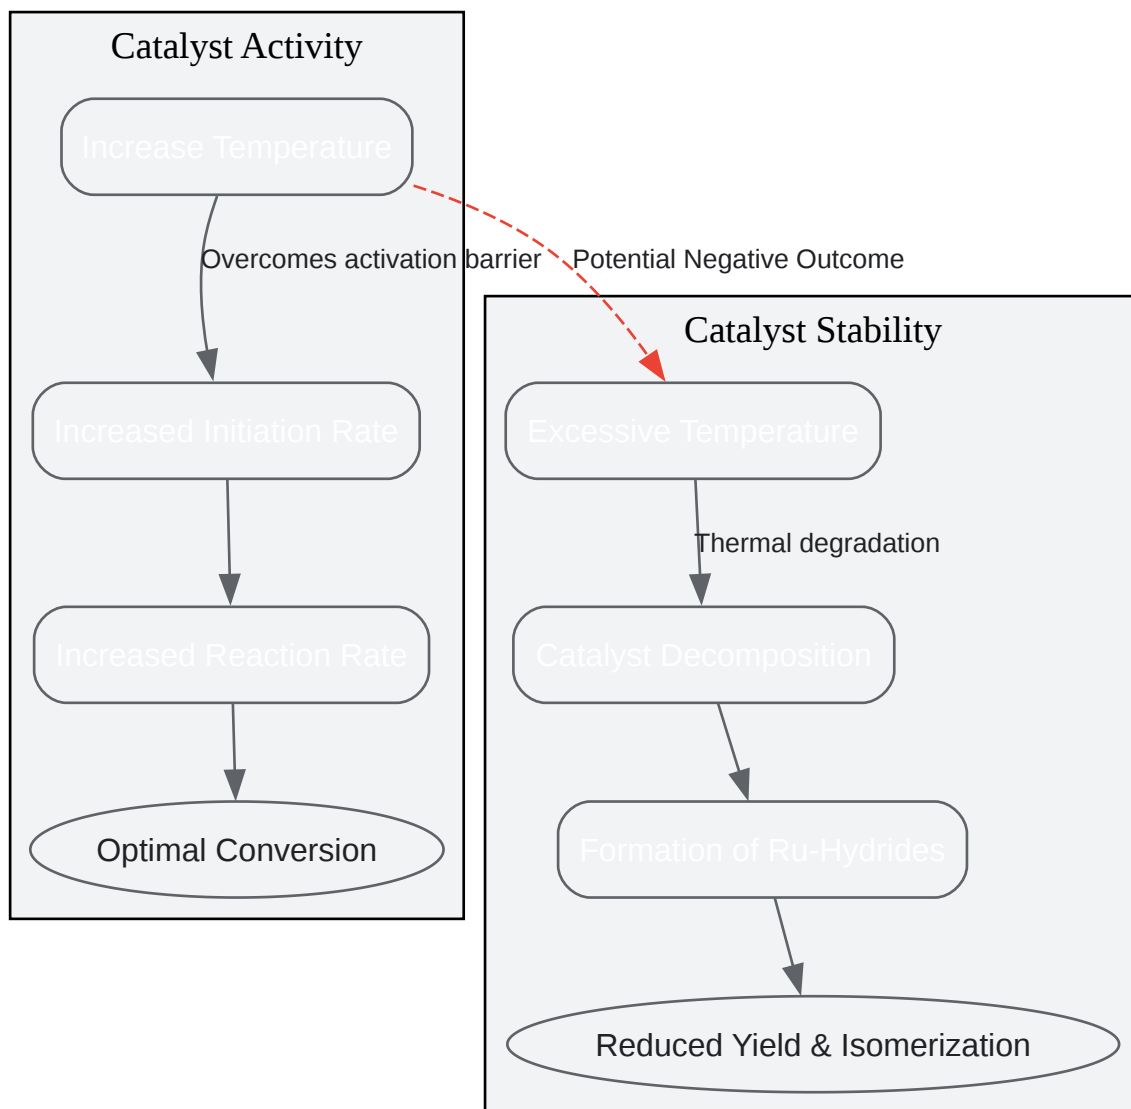 Catalyst Activity
Increase Temperature
Overcomes activation barrier
Potential Negative Outcome
Catalyst Stability
Increased Initiation Rate
Excessive Temperature
Thermal degradation
Increased Reaction Rate
Catalyst Decomposition
Optimal Conversion
Formation of Ru-Hydrides
Reduced Yield & Isomerization